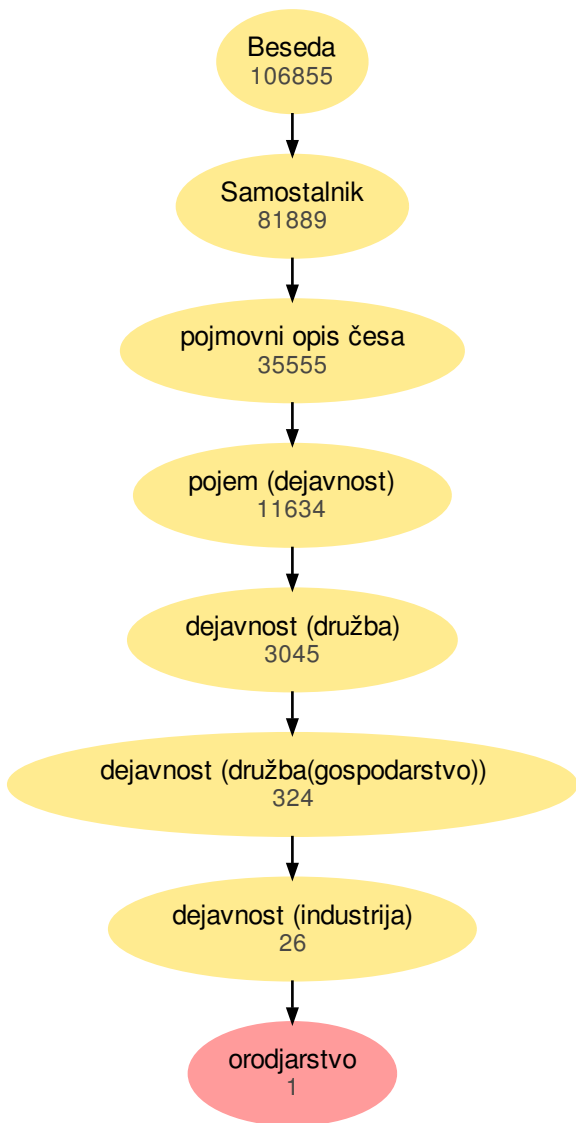 Beseda
106855
Samostalnik
81889
pojmovni opis česa
35555
pojem (dejavnost)
11634
dejavnost (družba)
3045
dejavnost (družba(gospodarstvo))
324
dejavnost (industrija)
26
orodjarstvo
1